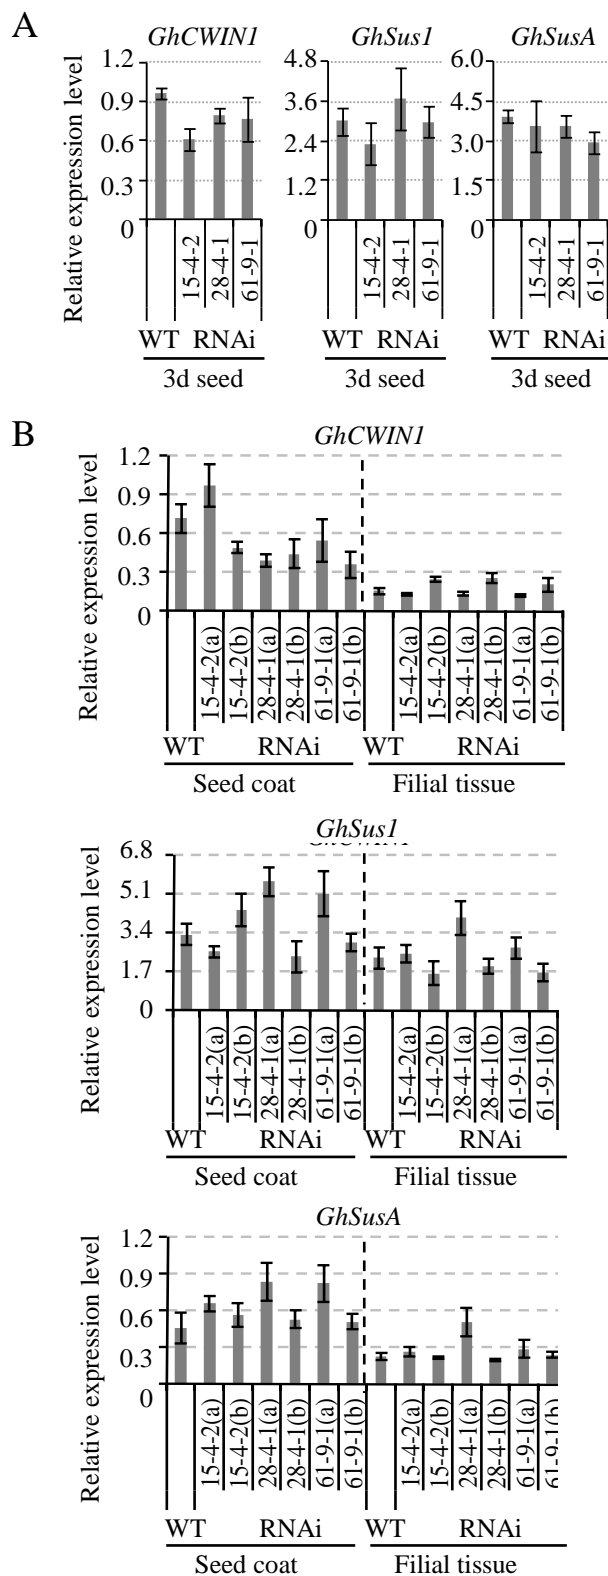 A
GhCWIN1
GhSus1
GhSusA
Relative expression level
1.2
0.9
0.6
0.3
0
4.8
3.6
2.4
1.2
0
6.0
4.5
3.0
1.5
0
15-4-2
28-4-1
61-9-1
15-4-2
28-4-1
61-9-1
15-4-2
28-4-1
61-9-1
WT RNAi
WT RNAi
WT RNAi
3d seed
3d seed
3d seed
B
GhCWIN1
Relative expression level
1.2
0.9
0.6
0.3
0
15-4-2(a)
15-4-2(b)
28-4-1(a)
28-4-1(b)
61-9-1(a)
61-9-1(b)
15-4-2(a)
15-4-2(b)
28-4-1(a)
28-4-1(b)
61-9-1(a)
61-9-1(b)
WT RNAi WT RNAi
Seed coat Filial tissue
GhSus1
Relative expression level
6.8
5.1
3.4
1.7
0
15-4-2(a)
15-4-2(b)
28-4-1(a)
28-4-1(b)
61-9-1(a)
61-9-1(b)
15-4-2(a)
15-4-2(b)
28-4-1(a)
28-4-1(b)
61-9-1(a)
61-9-1(b)
WT RNAi WT RNAi
Seed coat Filial tissue
GhSusA
Relative expression level
1.2
0.9
0.6
0.3
0
15-4-2(a)
15-4-2(b)
28-4-1(a)
28-4-1(b)
61-9-1(a)
61-9-1(b)
15-4-2(a)
15-4-2(b)
28-4-1(a)
28-4-1(b)
61-9-1(a)
61-9-1(b)
WT RNAi WT RNAi
Seed coat Filial tissue